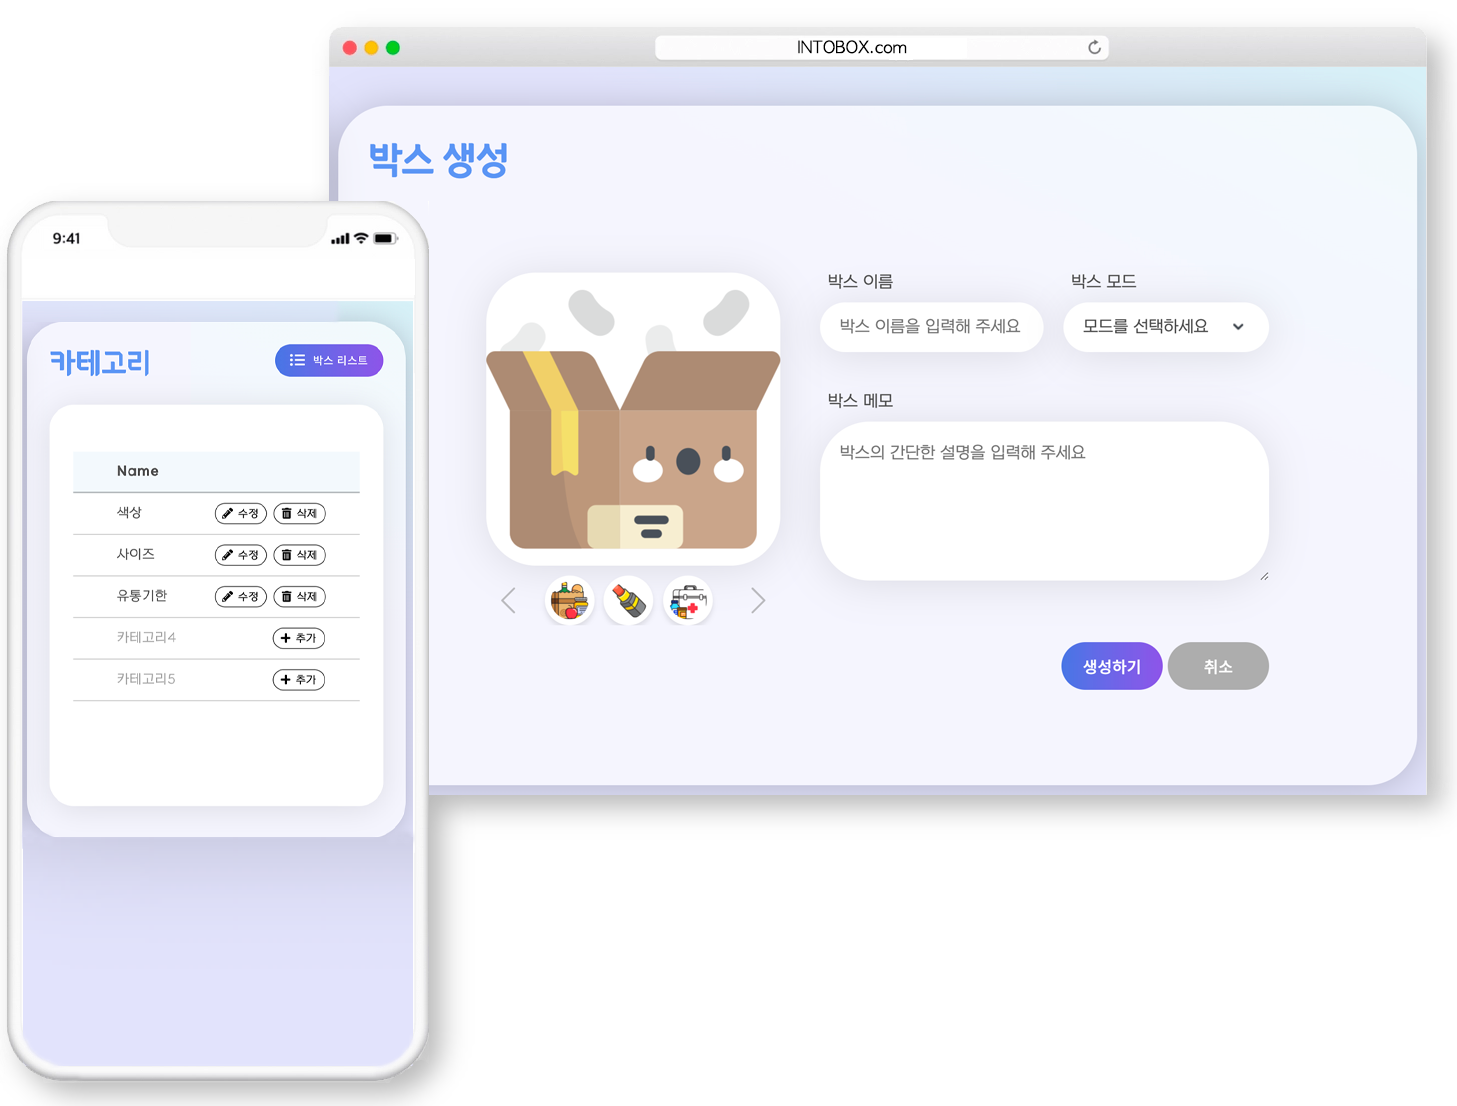 INTOBOX.com
박스 생성
박스 이름
박스 모드
박스 이름을 입력해 주세요
모드를 선택하세요
박스 메모
박스의 간단한 설명을 입력해 주세요
생성하기
취소
9:41
카테고리
박스 리스트
Name
색상 수정 삭제
사이즈 수정 삭제
유통기한 수정 삭제
카테고리4 추가
카테고리5 추가